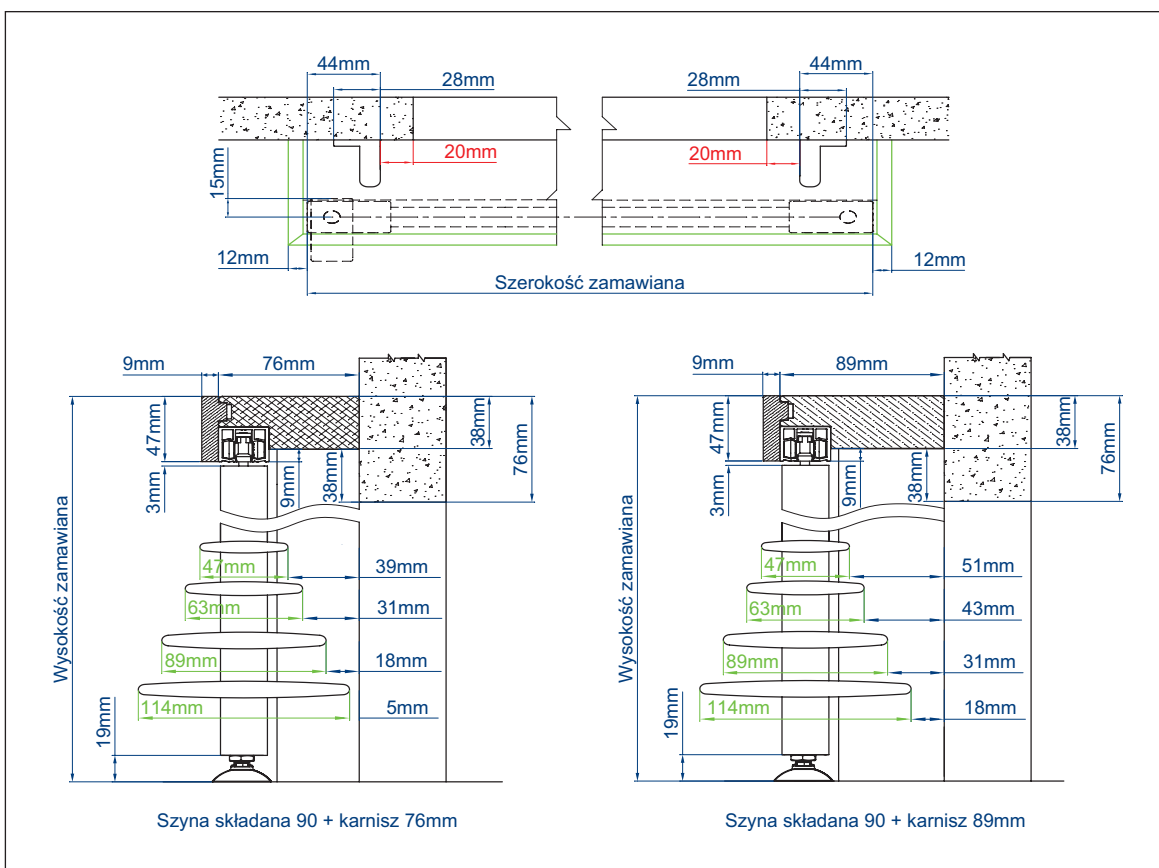 44mm
44mm
28mm
28mm
20mm
20mm
15mm
12mm
12mm
Szerokość zamawiana
9mm
76mm
47mm
38mm
76mm
3mm
9mm
38mm
Wysokość zamawiana
47mm
39mm
63mm
31mm
89mm
18mm
114mm
5mm
19mm
Szyna składana 90 + karnisz 76mm
9mm
89mm
47mm
38mm
76mm
3mm
9mm
38mm
Wysokość zamawiana
47mm
51mm
63mm
43mm
89mm
31mm
114mm
18mm
19mm
Szyna składana 90 + karnisz 89mm